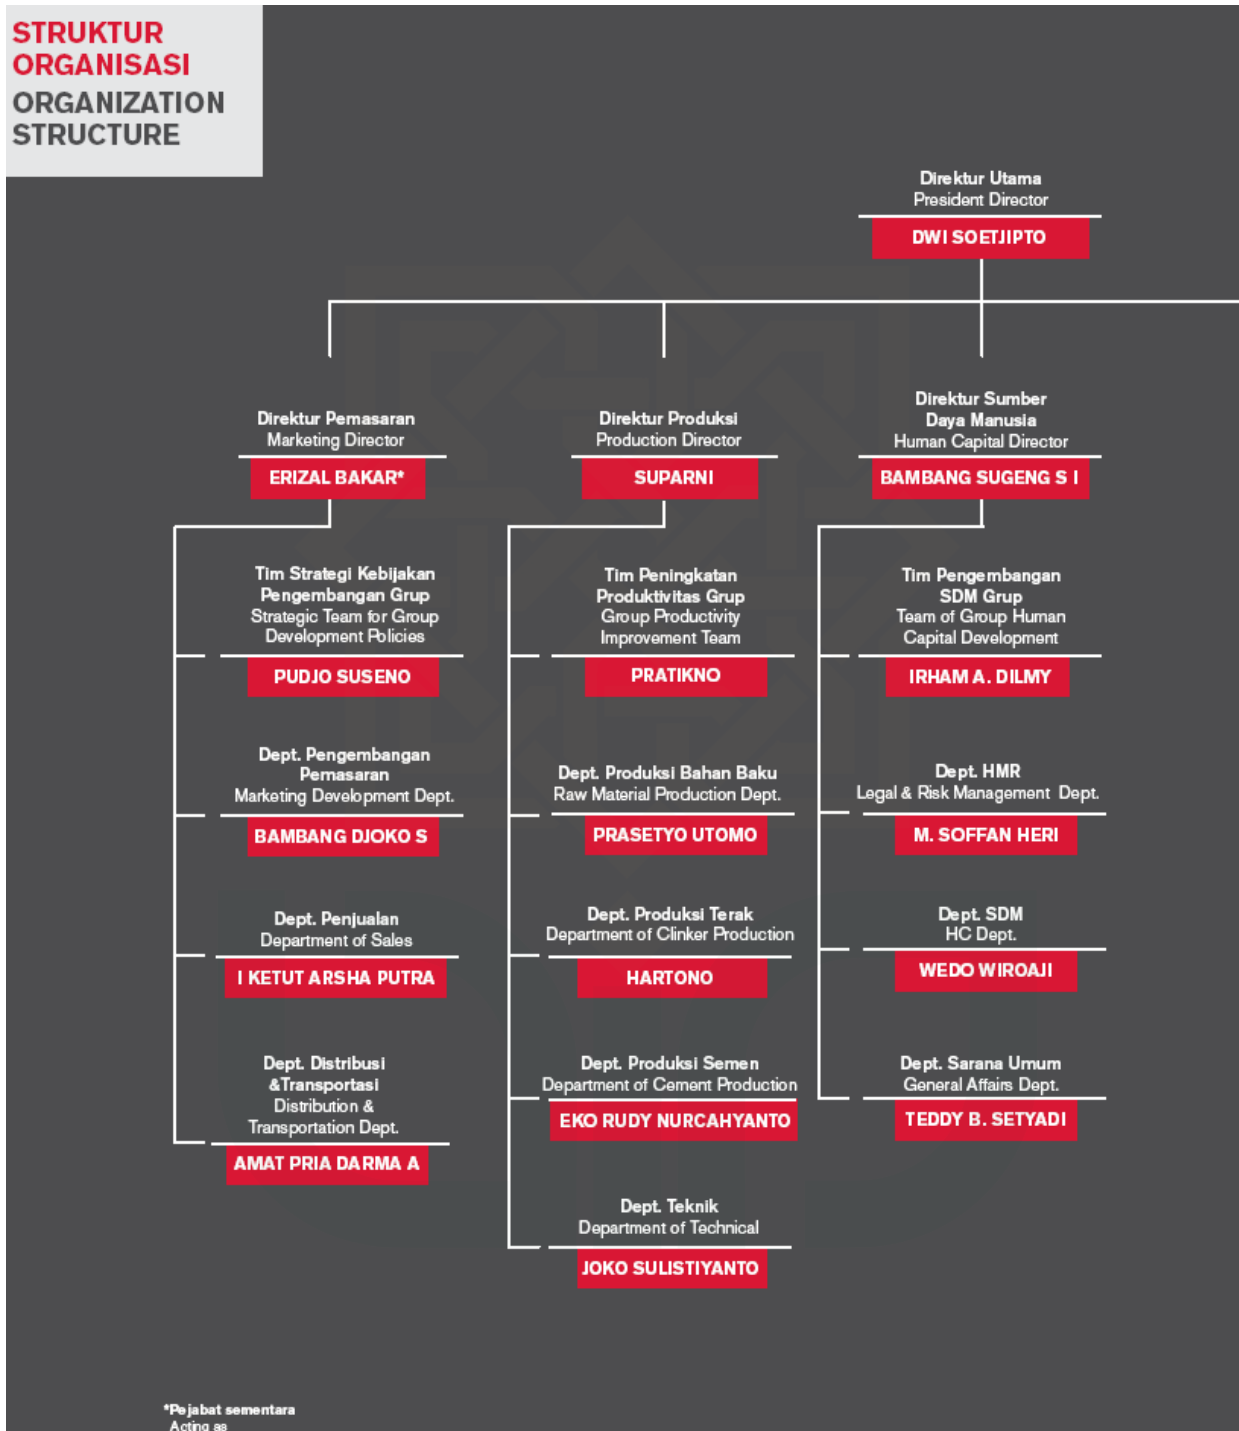 STRUKTUR
ORGANISASI
ORGANIZATION
STRUCTURE
Direktur Utama
President Director
DWI SOETJIPTO
Direktur Pemasaran
Marketing Director
ERIZAL BAKAR*
Tim Strategi Kebijakan
Pengembangan Grup
Strategic Team for Group
Development Policies
PUDJO SUSENO
Dept. Pengembangan
Pemasaran
Marketing Development Dept.
BAMBANG DJOKO S
Dept. Penjualan
Department of Sales
I KETUT ARSHA PUTRA
Dept. Distribusi
&Transportasi
Distribution &
Transportation Dept.
AMAT PRIA DARMA A
Direktur Produksi
Production Director
SUPARNI
Tim Peningkatan
Produktivitas Grup
Group Productivity
Improvement Team
PRATIKNO
Dept. Produksi Bahan Baku
Raw Material Production Dept.
PRASETYO UTOMO
Dept. Produksi Terak
Department of Clinker Production
HARTONO
Dept. Produksi Semen
Department of Cement Production
EKO RUDY NURCAHYANTO
Dept. Teknik
Department of Technical
JOKO SULISTIYANTO
Direktur Sumber
Daya Manusia
Human Capital Director
BAMBANG SUGENG S I
Tim Pengembangan
SDM Grup
Team of Group Human
Capital Development
IRHAM A. DILMY
Dept. HMR
Legal & Risk Management Dept.
M. SOFFAN HERI
Dept. SDM
HC Dept.
WEDO WIROAJI
Dept. Sarana Umum
General Affairs Dept.
TEDDY B. SETYADI
*Pejabat sementara
Acting as